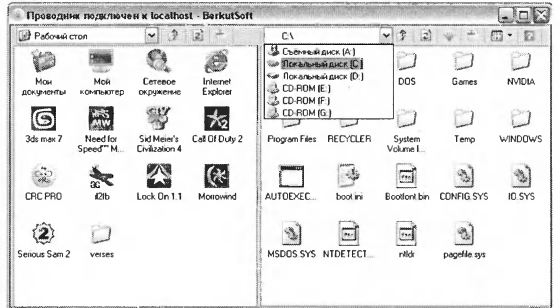 Проводник подключен к localhost - BerkutSoft
Рабочий стол
C:\
Съемный диск (A:)
Локальный диск (C:)
Локальный диск (D:)
CD-ROM (E:)
CD-ROM (F:)
CD-ROM (G:)
Мои документы
Мой компьютер
Сетевое окружение
Internet Explorer
DOS
Games
NVIDIA
3ds max 7
Need for Speed™ M...
Sid Meier's Civilization 4
Call Of Duty 2
Program Files
RECYCLER
System Volume I...
Temp
WINDOWS
CRC PRO
il2fb
Lock On 1.1
Morrowind
AUTOEXEC....
boot.ini
Bootfont.bin
CONFIG.SYS
IO.SYS
Serious Sam 2
verses
MSDOS.SYS
NTDETECT....
ntldr
pagefile.sys